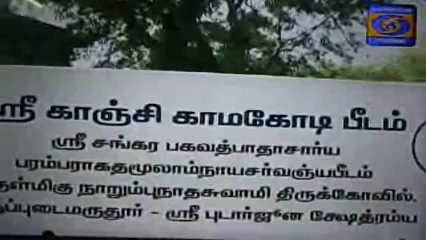 ஸ்ரீ காஞ்சி காமகோடி பீடம்
ஸ்ரீ சங்கர பகவத்பாதாசார்ய
பரம்பராகதமூலாம்நாயசர்வஞ்யபீடம்
நாறும்புநாதசுவாமி திருக்கோவில்,
ஸ்ரீ புடார்ஜுன க்ஷேத்ரம்ய